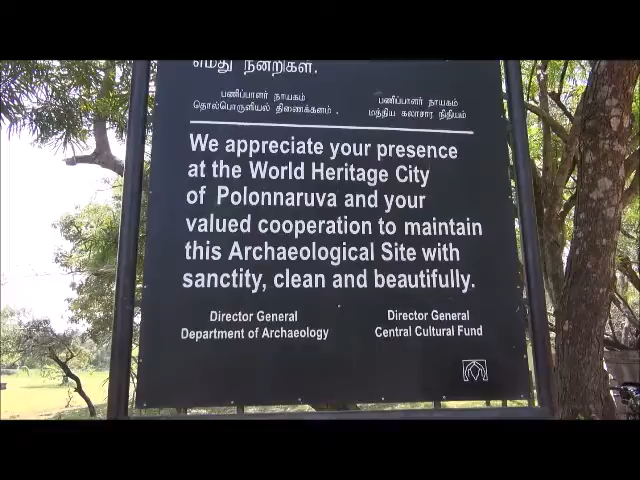 எமது நன்றிகள்.
பணிப்பாளர் நாயகம்
தொல்பொருளியல் திணைக்களம்.
பணிப்பாளர் நாயகம்
மத்திய கலாசார நிதியம்
We appreciate your presence
at the World Heritage City
of Polonnaruva and your
valued cooperation to maintain
this Archaeological Site with
sanctity, clean and beautifully.
Director General
Department of Archaeology
Director General
Central Cultural Fund